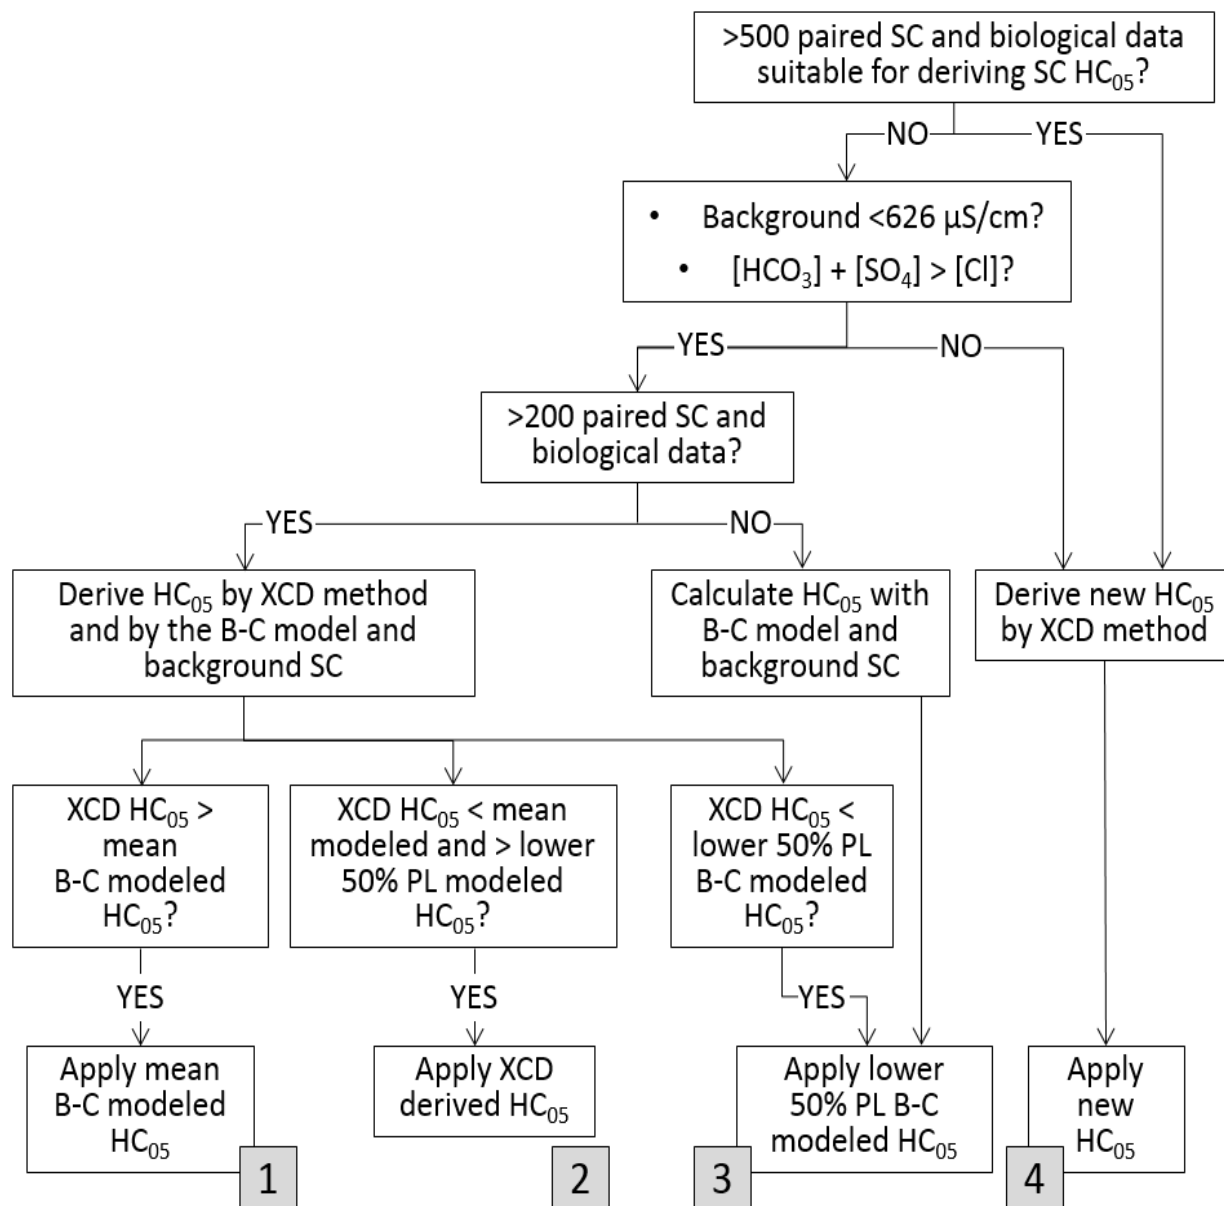 >500 paired SC and biological data
suitable for deriving SC HC₀₅?
NO
YES
• Background <626 µS/cm?
• [HCO₃] + [SO₄] > [Cl]?
YES
NO
>200 paired SC and
biological data?
YES
NO
Derive HC₀₅ by XCD method
and by the B-C model and
background SC
Calculate HC₀₅ with
B-C model and
background SC
Derive new HC₀₅
by XCD method
XCD HC₀₅ >
mean
B-C modeled
HC₀₅?
XCD HC₀₅ < mean
modeled and > lower
50% PL modeled
HC₀₅?
XCD HC₀₅ <
lower 50% PL
B-C modeled
HC₀₅?
YES
YES
YES
Apply mean
B-C modeled
HC₀₅
1
Apply XCD
derived HC₀₅
2
Apply lower
50% PL B-C
modeled HC₀₅
3
Apply
new
HC₀₅
4